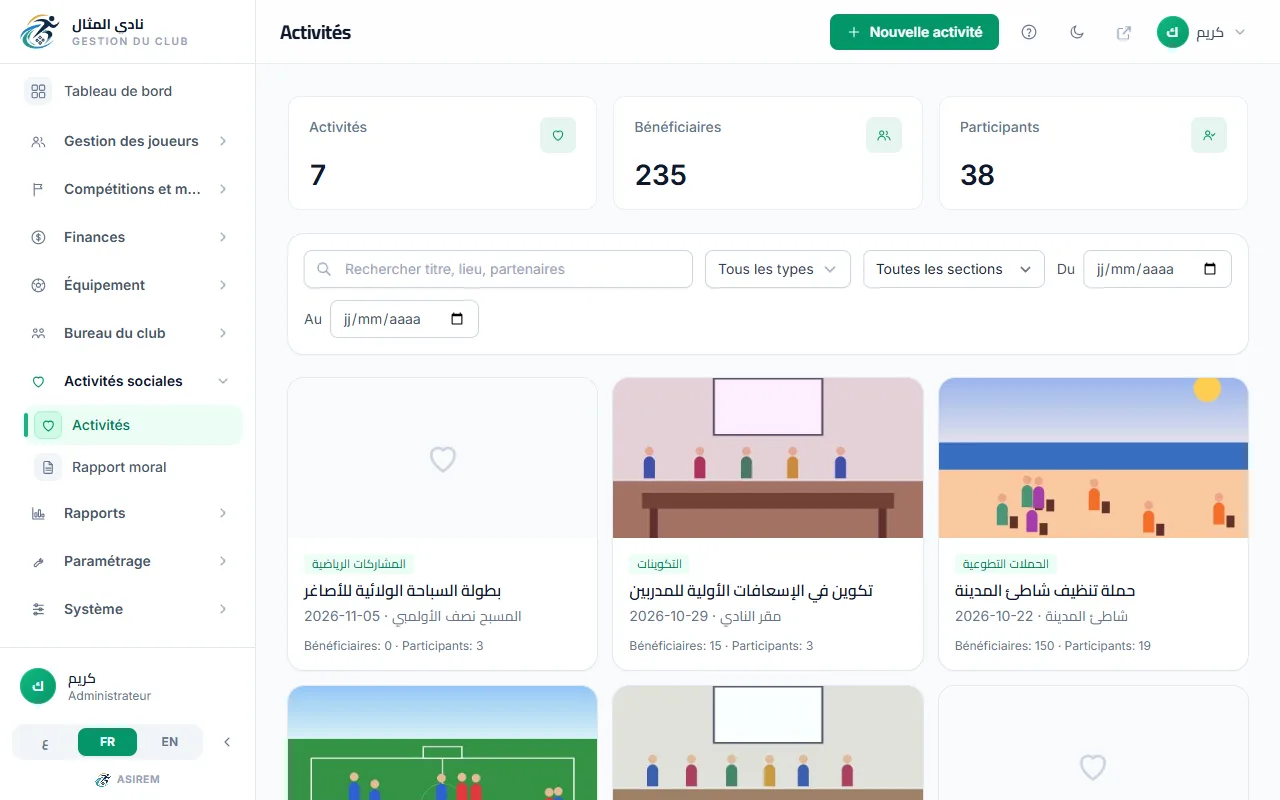 نادي المثال
GESTION DU CLUB
Tableau de bord
Gestion des joueurs
Compétitions et m...
Finances
Équipement
Bureau du club
Activités sociales
Activités
Rapport moral
Rapports
Paramétrage
Système
ك
كريم
Administrateur
ع
FR
EN
ASIREM
Activités
+ Nouvelle activité
ك
كريم
Activités
7
Bénéficiaires
235
Participants
38
Rechercher titre, lieu, partenaires
Tous les types
Toutes les sections
Du
jj/mm/aaaa
Au
jj/mm/aaaa
المشاركات الرياضية
بطولة السباحة الولائية للأصاغر
2026-11-05 · المسبح نصف الأولمبي
Bénéficiaires: 0 · Participants: 3
التكوينات
تكوين في الإسعافات الأولية للمدربين
2026-10-29 · مقر النادي
Bénéficiaires: 15 · Participants: 3
الحملات التطوعية
حملة تنظيف شاطئ المدينة
2026-10-22 · شاطئ المدينة
Bénéficiaires: 150 · Participants: 19